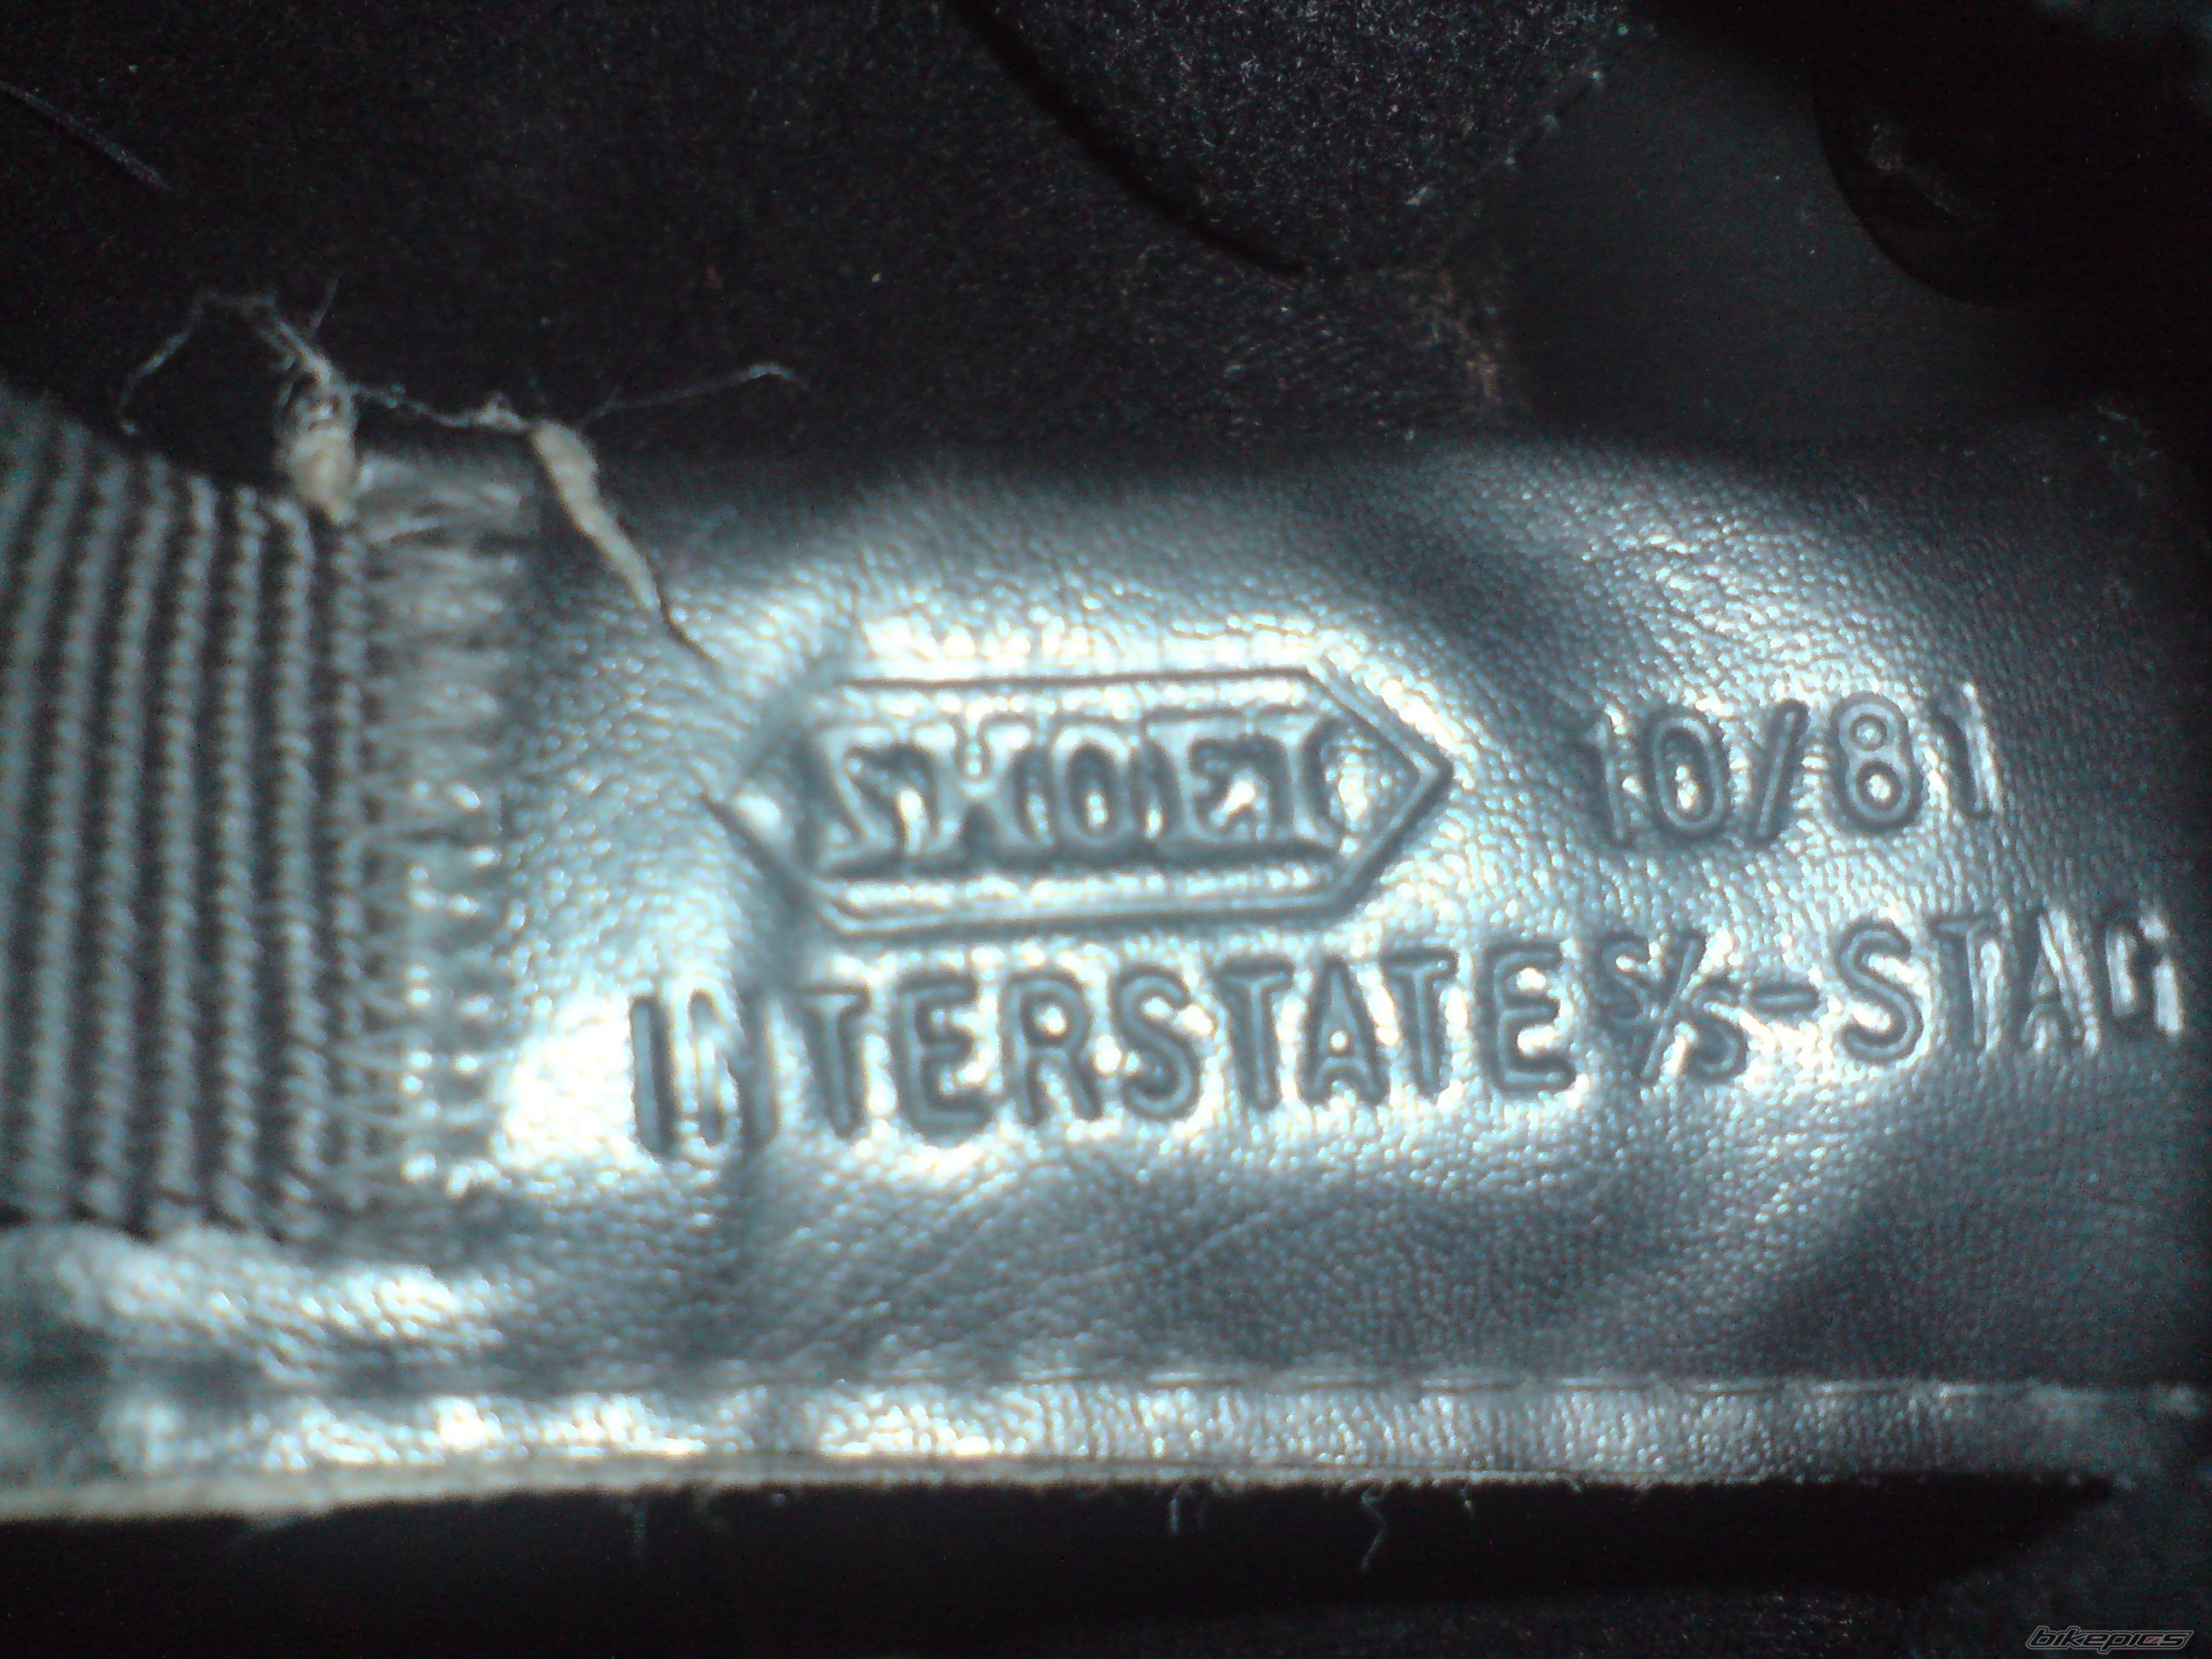 SHOEI
10/81
INTERSTATE S/S-STAG
bikepics